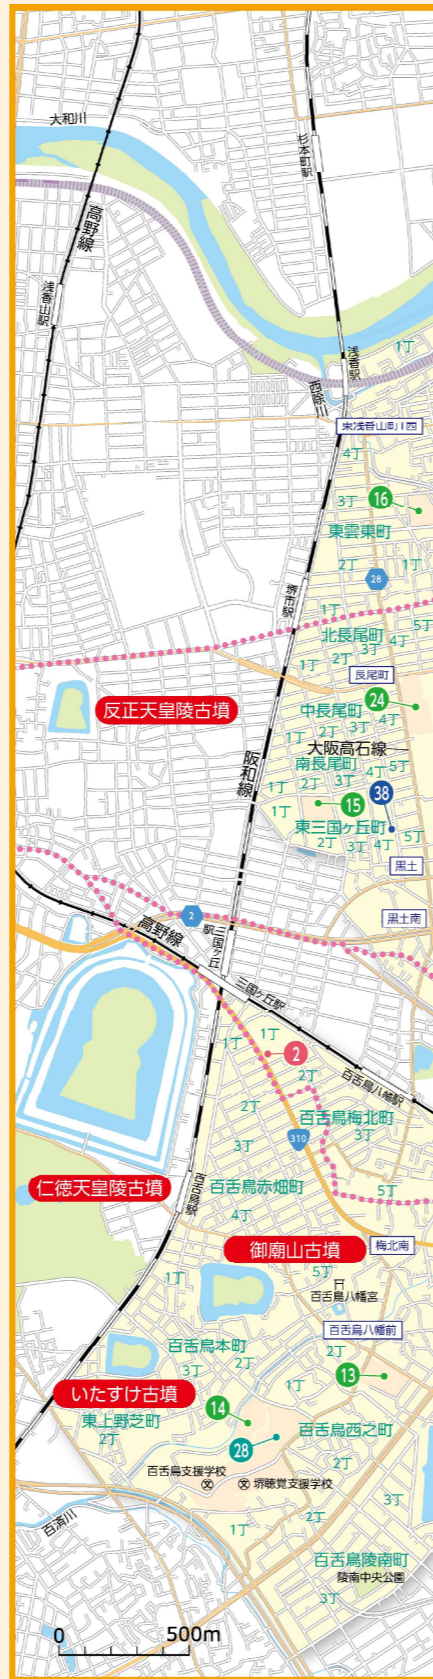 大和川
杉本町駅
高野線
浅香山駅
1丁
浅香駅
西除川
東浅香山町川西
4丁
16
3丁
東雲東町
2丁
1丁
28
堺市駅
1丁
5丁
北長尾町
4丁
3丁
2丁
1丁
長尾町
24
反正天皇陵古墳
中長尾町
4丁
3丁
2丁
1丁
大阪高石線
阪和線
南長尾町
5丁
4丁
3丁
2丁
1丁
38
15
1丁
東三国ヶ丘町
5丁
2丁
3丁
4丁
黒土
黒土南
2
高野線
三国ヶ丘駅
三国ヶ丘駅
1丁
1丁
2
百舌鳥八幡駅
2丁
2丁
百舌鳥梅北町
3丁
310
3丁
仁徳天皇陵古墳
百舌鳥駅
百舌鳥赤畑町
5丁
4丁
御廟山古墳
梅北南
5丁
1丁
百舌鳥八幡宮
百舌鳥八幡前
百舌鳥本町
2丁
2丁
3丁
13
いたすけ古墳
1丁
東上野芝町
14
2丁
百舌鳥西之町
28
2丁
百舌鳥支援学校
文
文
堺聴覚支援学校
3丁
百済川
2丁
1丁
百舌鳥陵南町
陵南中央公園
3丁
0
500m